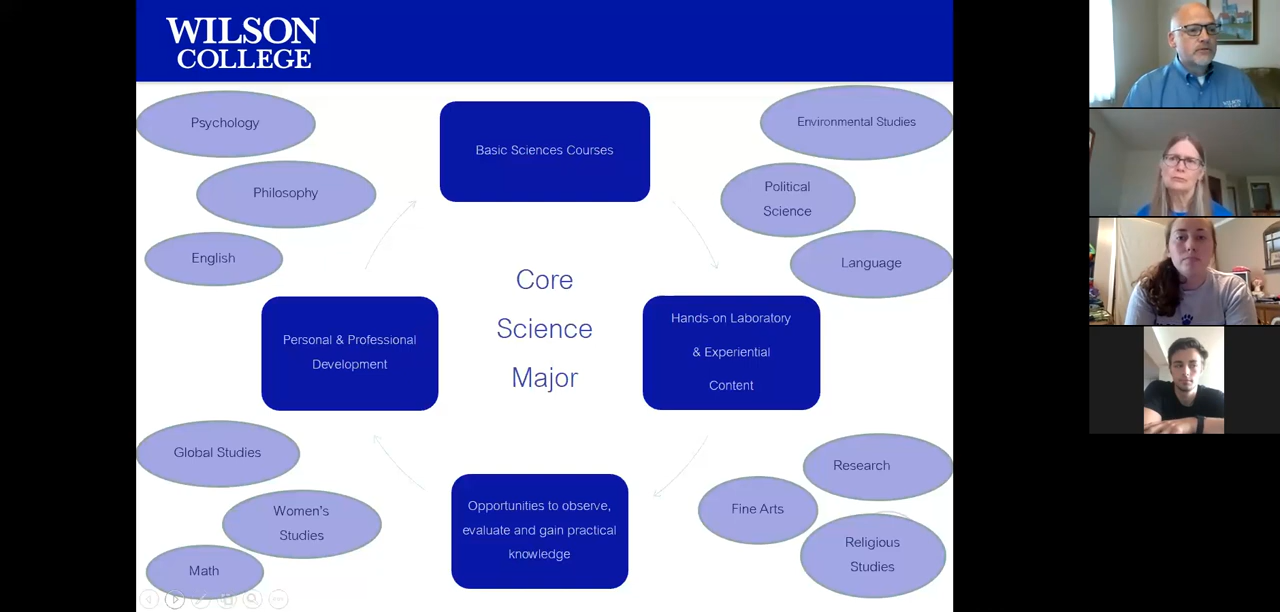 WILSON
COLLEGE
Psychology
Philosophy
English
Basic Sciences Courses
Environmental Studies
Political
Science
Language
Core
Science
Major
Personal & Professional
Development
Hands-on Laboratory
& Experiential
Content
Global Studies
Women's
Studies
Math
Opportunities to observe,
evaluate and gain practical
knowledge
Research
Fine Arts
Religious
Studies